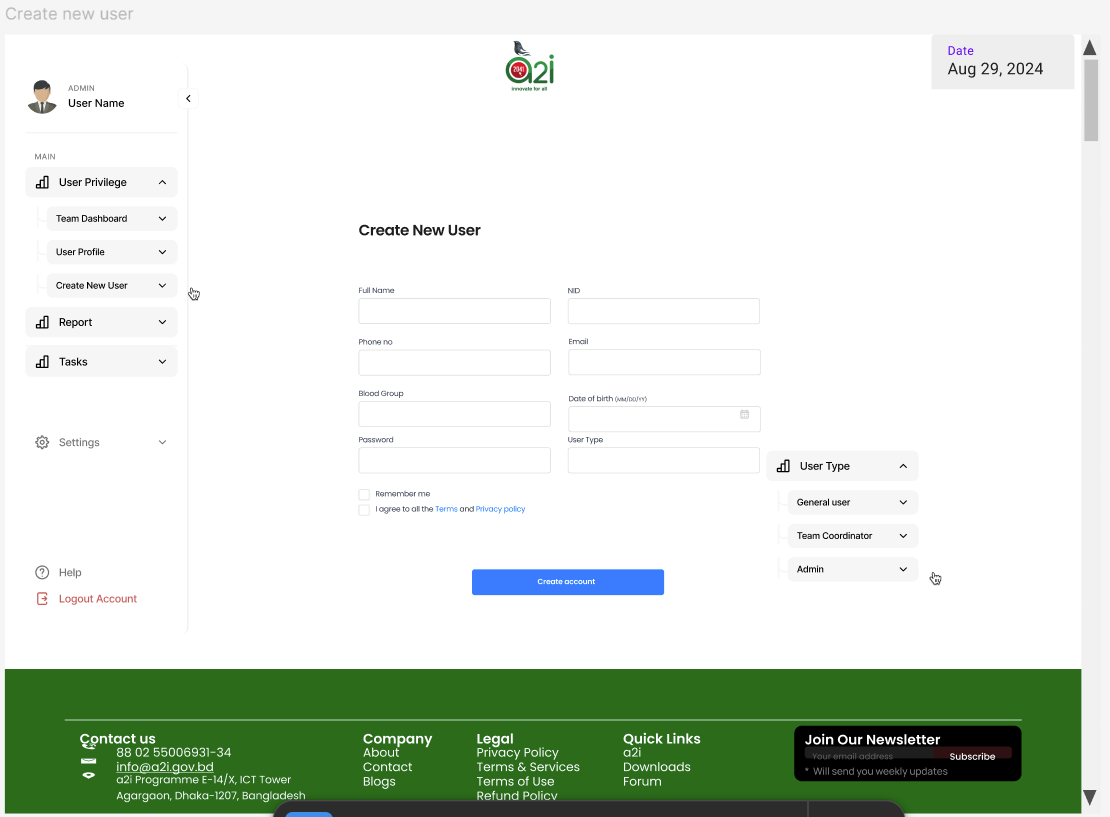 Create new user
Date
Aug 29, 2024
2041
a2i
innovate for all
ADMIN
User Name
MAIN
User Privilege
Team Dashboard
User Profile
Create New User
Report
Tasks
Settings
Help
Logout Account
Create New User
Full Name
NID
Phone no
Email
Blood Group
Date of birth (MM/DD/YY)
Password
User Type
Remember me
I agree to all the Terms and Privacy policy
Create account
User Type
General user
Team Coordinator
Admin
Contact us
88 02 55006931-34
info@a2i.gov.bd
a2i Programme E-14/X, ICT Tower
Agargaon, Dhaka-1207, Bangladesh
Company
About
Contact
Blogs
Legal
Privacy Policy
Terms & Services
Terms of Use
Refund Policy
Quick Links
a2i
Downloads
Forum
Join Our Newsletter
Your email address
Subscribe
* Will send you weekly updates